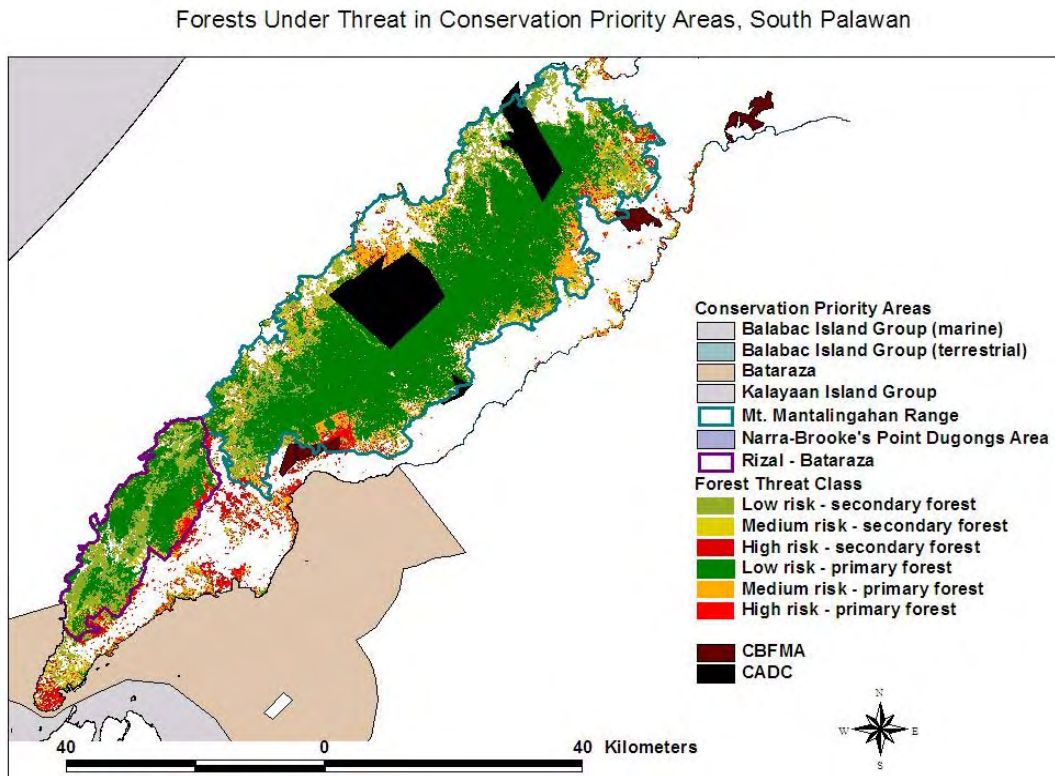 Forests Under Threat in Conservation Priority Areas, South Palawan
Conservation Priority Areas
Balabac Island Group (marine)
Balabac Island Group (terrestrial)
Bataraza
Kalayaan Island Group
Mt. Mantalingahan Range
Narra-Brooke's Point Dugongs Area
Rizal - Bataraza
Forest Threat Class
Low risk - secondary forest
Medium risk - secondary forest
High risk - secondary forest
Low risk - primary forest
Medium risk - primary forest
High risk - primary forest
CBFMA
CADC
N
W E
S
40 0 40 Kilometers